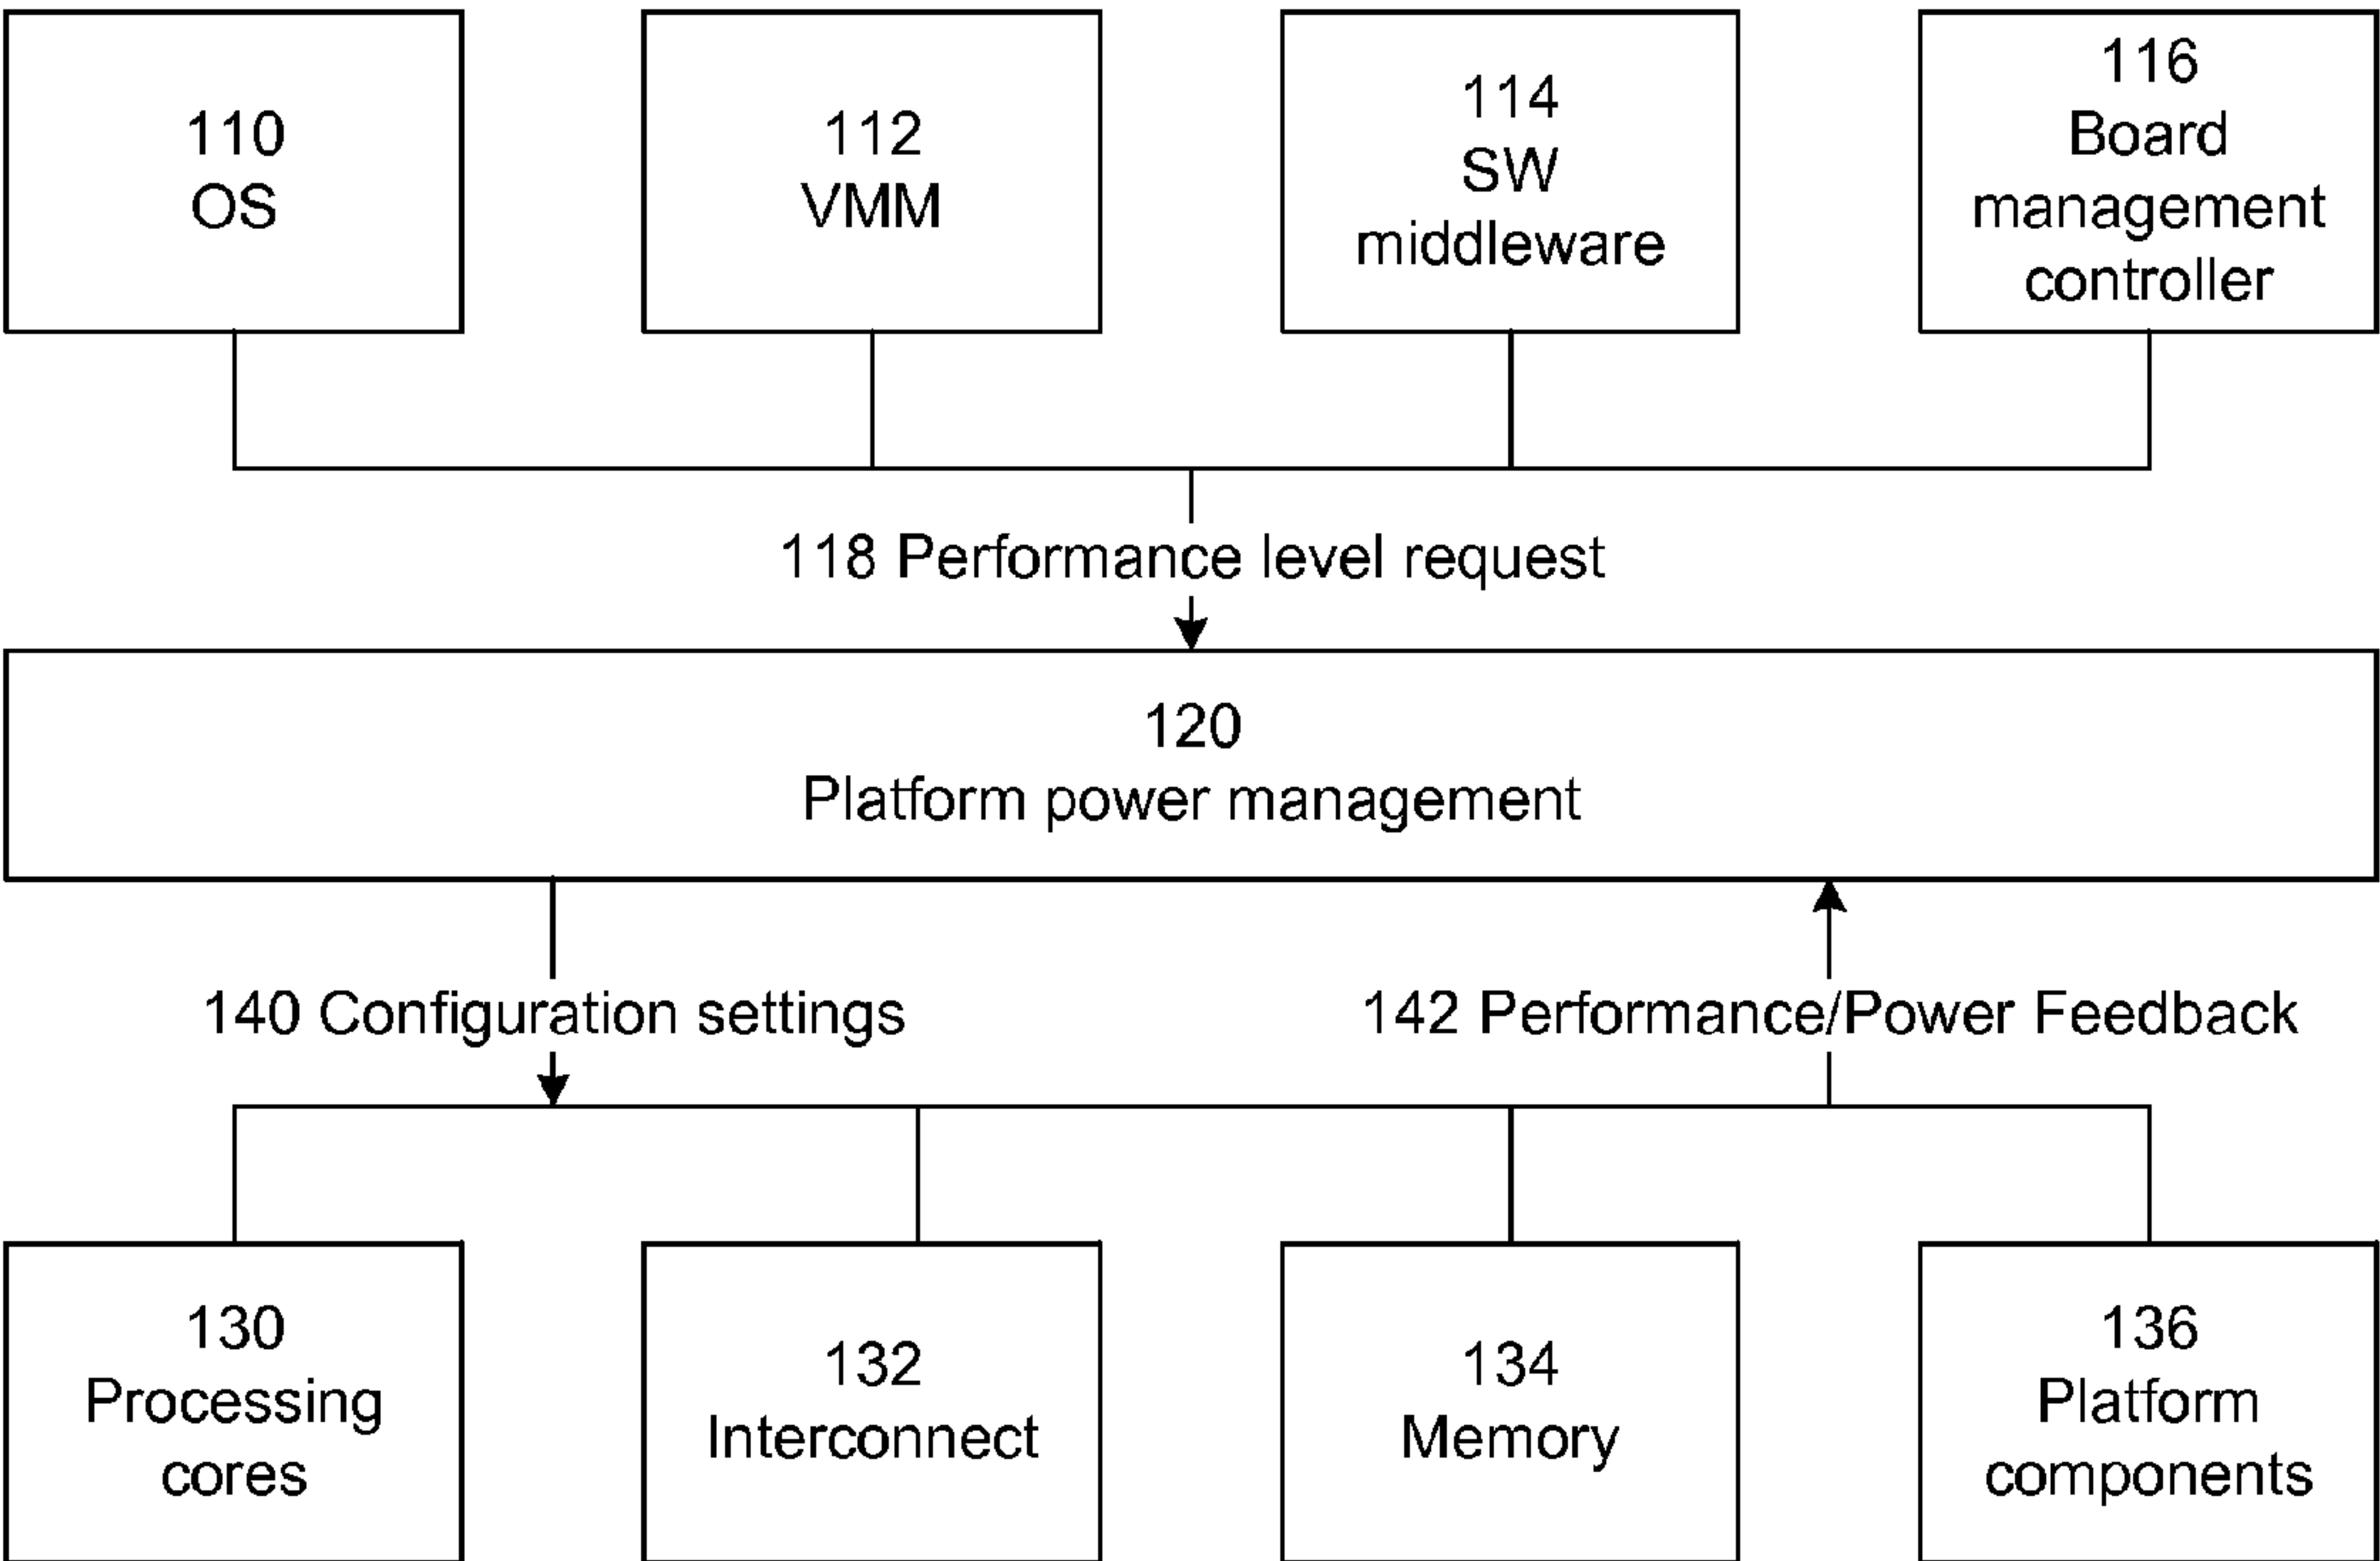 110
OS
112
VMM
114
SW
middleware
116
Board
management
controller
118 Performance level request
120
Platform power management
140 Configuration settings
142 Performance/Power Feedback
130
Processing
cores
132
Interconnect
134
Memory
136
Platform
components